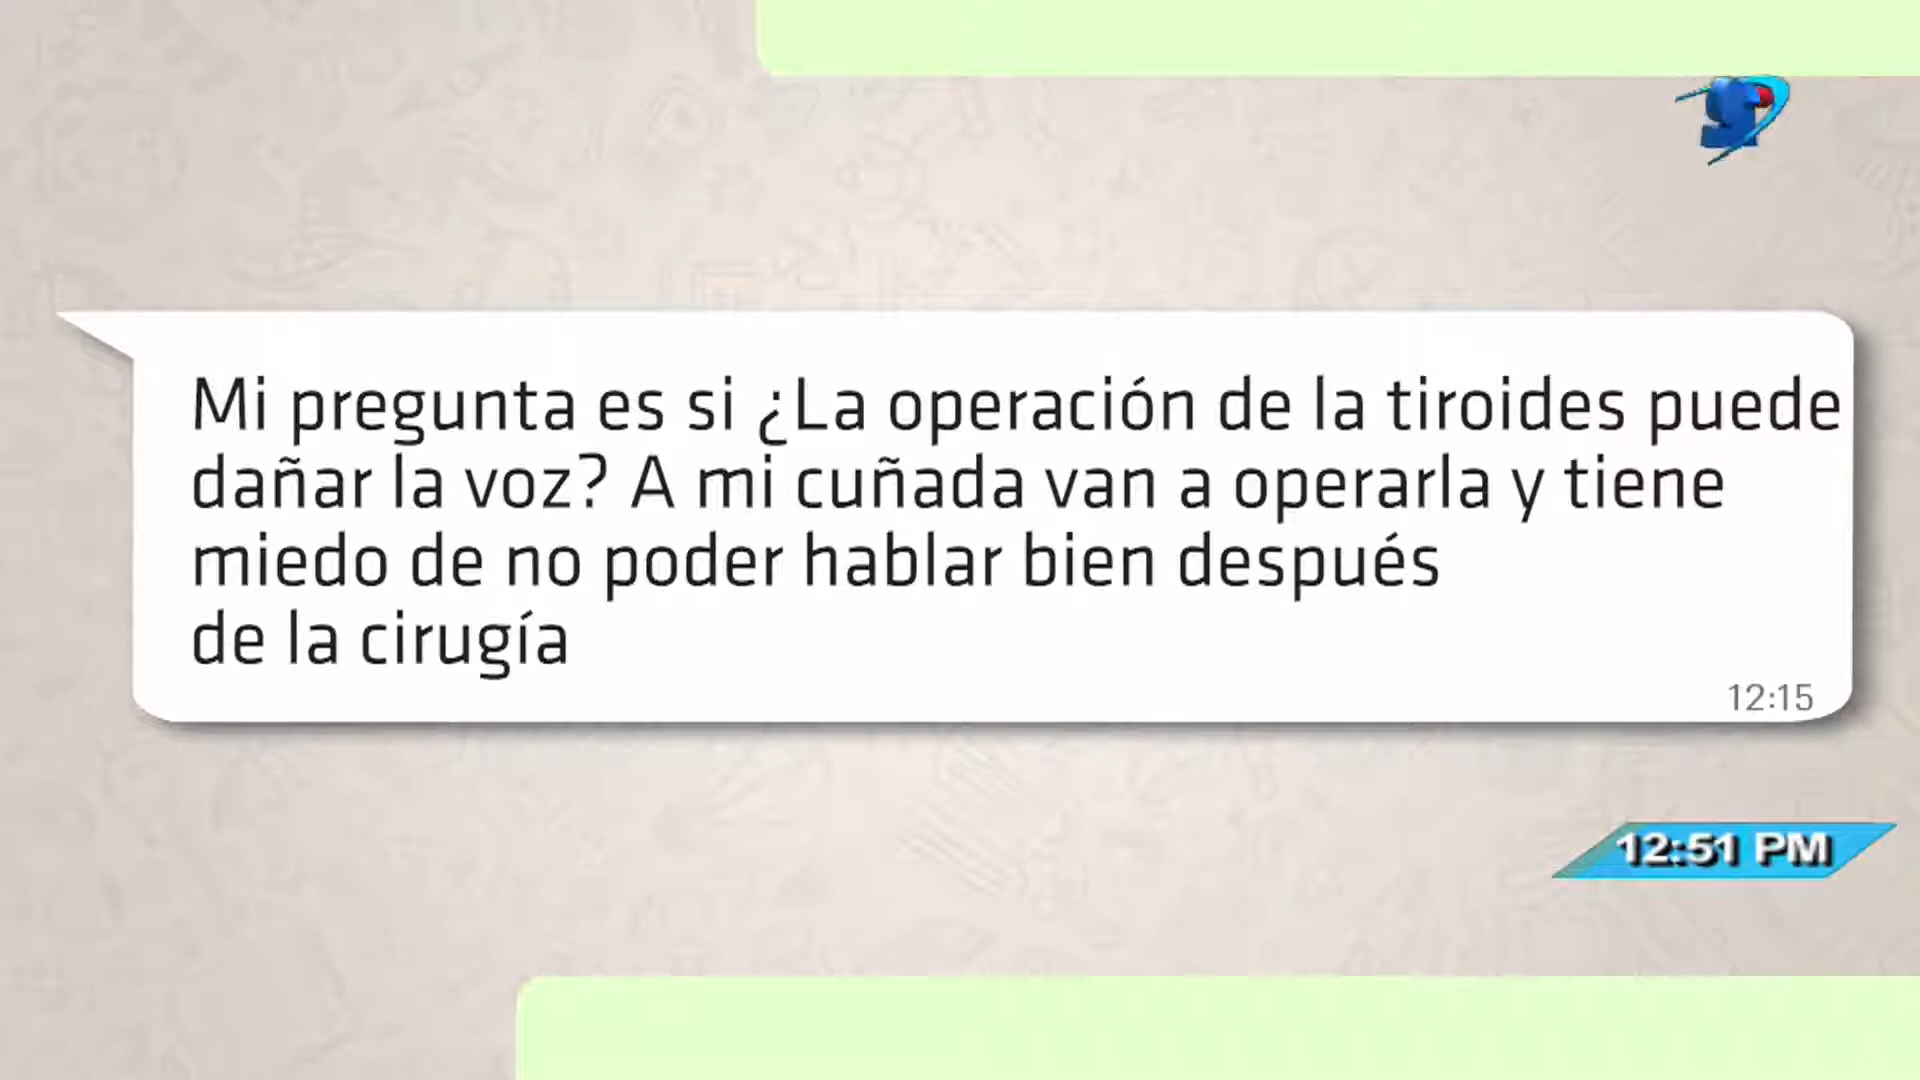 Mi pregunta es si ¿La operación de la tiroides puede
dañar la voz? A mi cuñada van a operarla y tiene
miedo de no poder hablar bien después
de la cirugía
12:15
12:51 PM